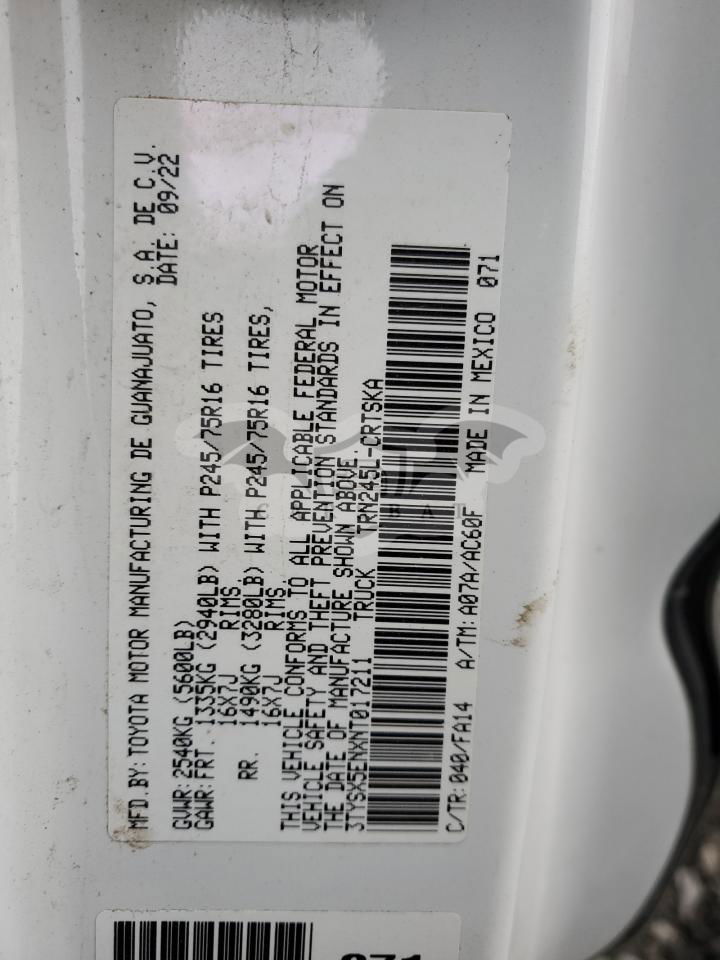 MFD.BY: TOYOTA MOTOR MANUFACTURING DE GUANAJUATO, S.A. DE C.V.
DATE: 09/22
GVWR: 2540KG (5600LB)
GAWR: FRT. 1335KG (2940LB) WITH P245/75R16 TIRES
16X7J RIMS,
RR. 1490KG (3280LB) WITH P245/75R16 TIRES,
16X7J RIMS.
THIS VEHICLE CONFORMS TO ALL APPLICABLE FEDERAL MOTOR
VEHICLE SAFETY AND THEFT PREVENTION STANDARDS IN EFFECT ON
THE DATE OF MANUFACTURE SHOWN ABOVE.
3TYSX5ENXNT017211 TRUCK TRN245L-CRTSKA
C/TR: 040/FA14 A/TM: A07A/AC60F MADE IN MEXICO 071